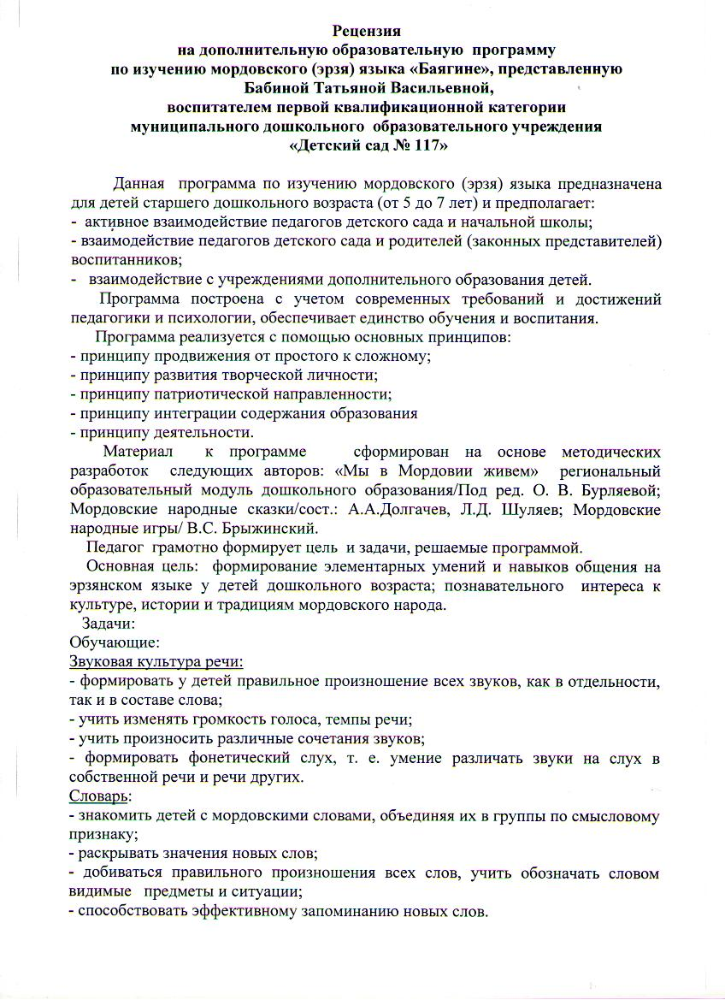 Рецензия
на дополнительную образовательную программу
по изучению мордовского (эрзя) языка «Баягине», представленную
Бабиной Татьяной Васильевной,
воспитателем первой квалификационной категории
муниципального дошкольного образовательного учреждения
«Детский сад № 117»
Данная программа по изучению мордовского (эрзя) языка предназначена
для детей старшего дошкольного возраста (от 5 до 7 лет) и предполагает:
- активное взаимодействие педагогов детского сада и начальной школы;
- взаимодействие педагогов детского сада и родителей (законных представителей)
воспитанников;
- взаимодействие с учреждениями дополнительного образования детей.
Программа построена с учетом современных требований и достижений
педагогики и психологии, обеспечивает единство обучения и воспитания.
Программа реализуется с помощью основных принципов:
- принципу продвижения от простого к сложному;
- принципу развития творческой личности;
- принципу патриотической направленности;
- принципу интеграции содержания образования
- принципу деятельности.
Материал к программе сформирован на основе методических
разработок следующих авторов: «Мы в Мордовии живем» региональный
образовательный модуль дошкольного образования/Под ред. О. В. Бурляевой;
Мордовские народные сказки/сост.: А.А.Долгачев, Л.Д. Шуляев; Мордовские
народные игры/ В.С. Брыжинский.
Педагог грамотно формирует цель и задачи, решаемые программой.
Основная цель: формирование элементарных умений и навыков общения на
эрзянском языке у детей дошкольного возраста; познавательного интереса к
культуре, истории и традициям мордовского народа.
Задачи:
Обучающие:
Звуковая культура речи:
- формировать у детей правильное произношение всех звуков, как в отдельности,
так и в составе слова;
- учить изменять громкость голоса, темпы речи;
- учить произносить различные сочетания звуков;
- формировать фонетический слух, т. е. умение различать звуки на слух в
собственной речи и речи других.
Словарь:
- знакомить детей с мордовскими словами, объединяя их в группы по смысловому
признаку;
- раскрывать значения новых слов;
- добиваться правильного произношения всех слов, учить обозначать словом
видимые предметы и ситуации;
- способствовать эффективному запоминанию новых слов.